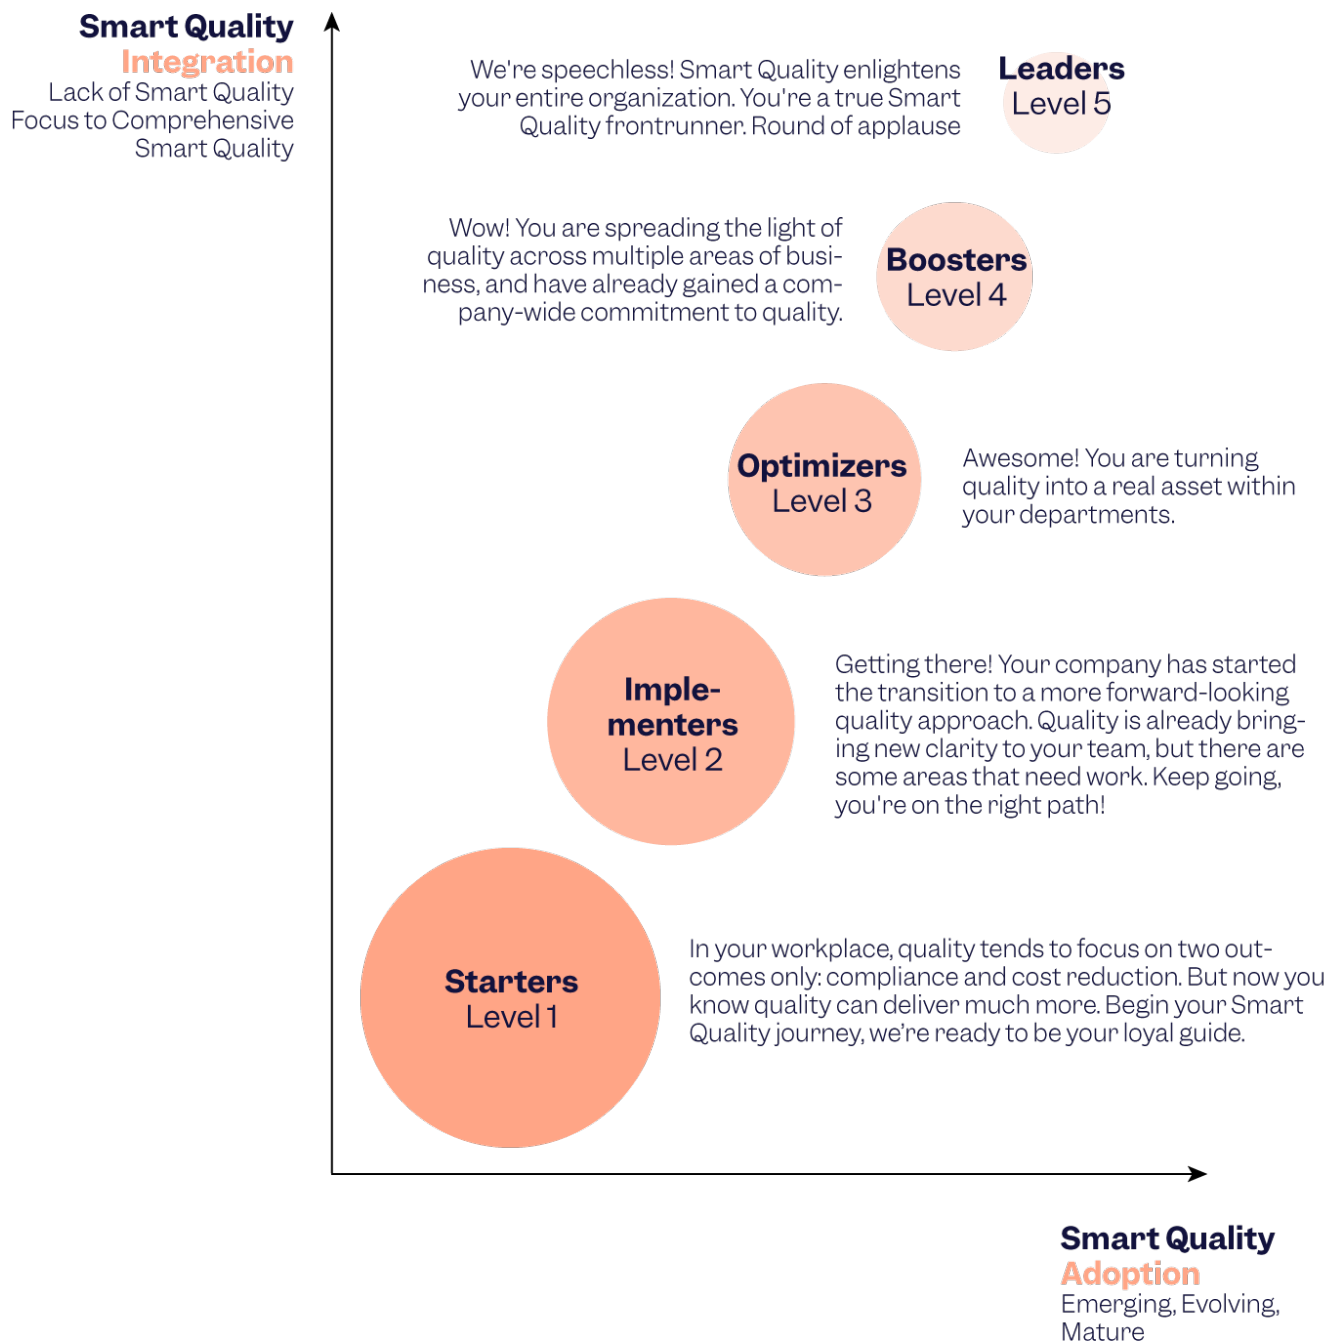 Smart Quality
Integration
Lack of Smart Quality
Focus to Comprehensive
Smart Quality
We're speechless! Smart Quality enlightens
your entire organization. You're a true Smart
Quality frontrunner. Round of applause
Leaders
Level 5
Wow! You are spreading the light of
quality across multiple areas of busi-
ness, and have already gained a com-
pany-wide commitment to quality.
Boosters
Level 4
Optimizers
Level 3
Awesome! You are turning
quality into a real asset within
your departments.
Imple-
menters
Level 2
Getting there! Your company has started
the transition to a more forward-looking
quality approach. Quality is already bring-
ing new clarity to your team, but there are
some areas that need work. Keep going,
you're on the right path!
Starters
Level 1
In your workplace, quality tends to focus on two out-
comes only: compliance and cost reduction. But now you
know quality can deliver much more. Begin your Smart
Quality journey, we’re ready to be your loyal guide.
Smart Quality
Adoption
Emerging, Evolving,
Mature